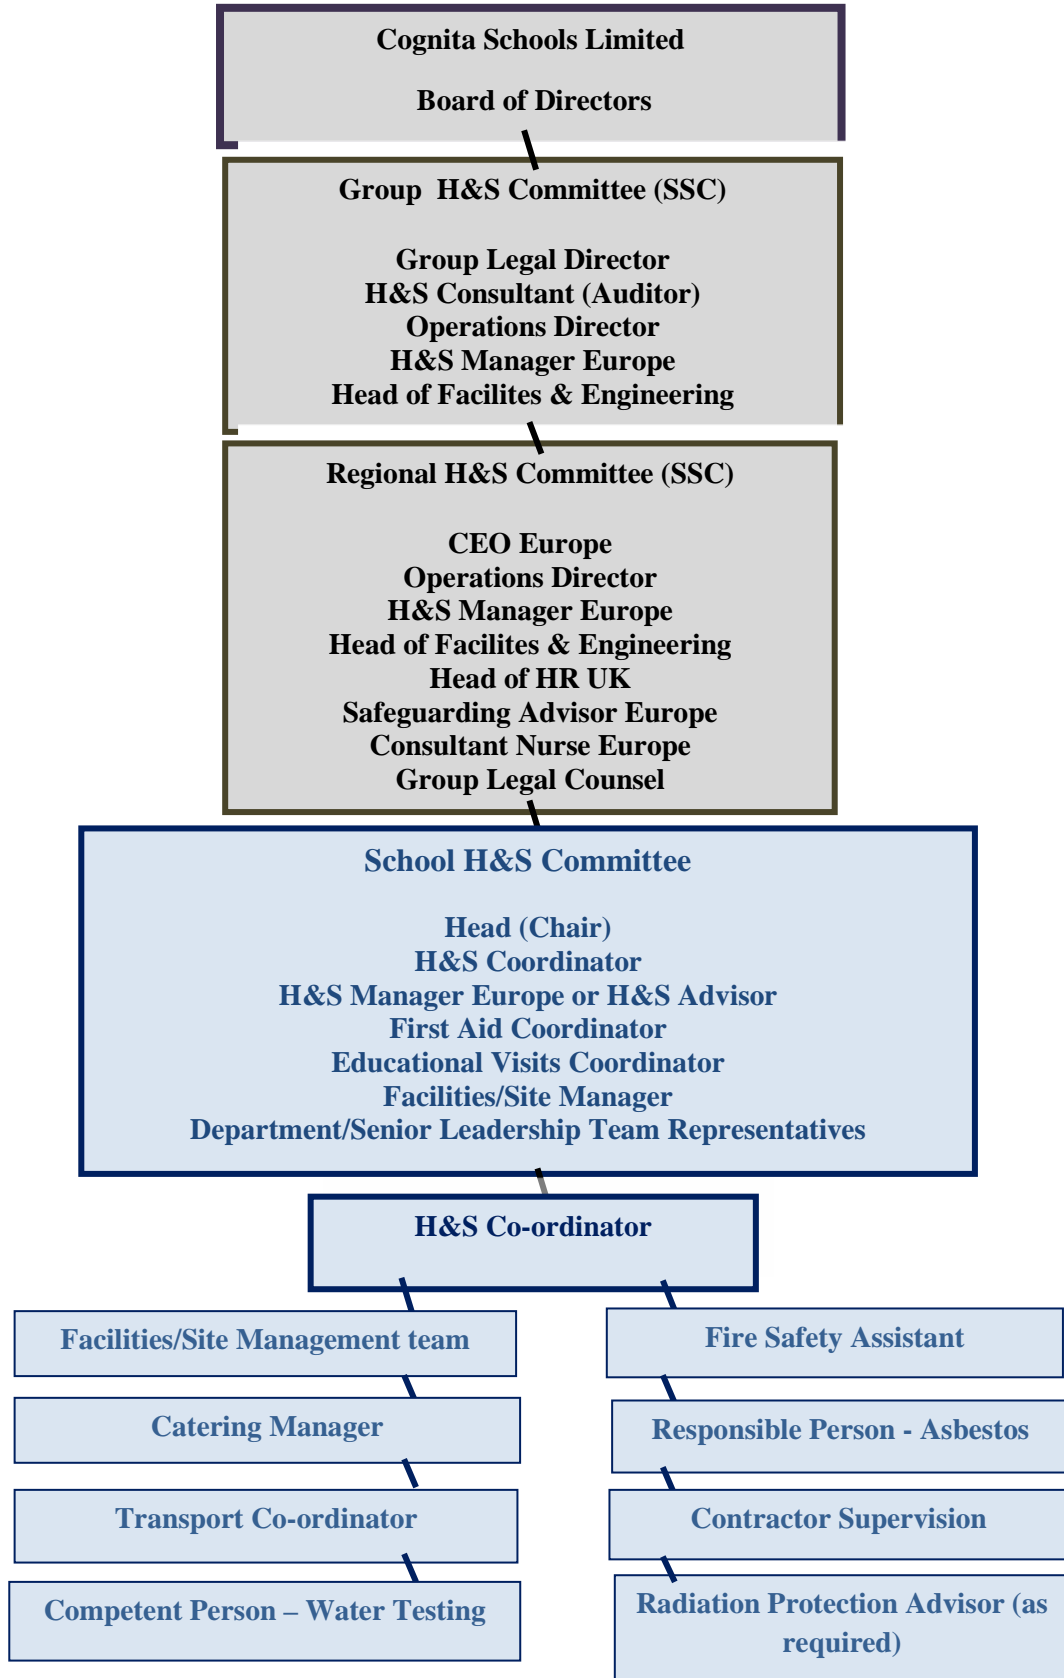 Cognita Schools Limited
Board of Directors
Group H&S Committee (SSC)
Group Legal Director
H&S Consultant (Auditor)
Operations Director
H&S Manager Europe
Head of Facilites & Engineering
Regional H&S Committee (SSC)
CEO Europe
Operations Director
H&S Manager Europe
Head of Facilites & Engineering
Head of HR UK
Safeguarding Advisor Europe
Consultant Nurse Europe
Group Legal Counsel
School H&S Committee
Head (Chair)
H&S Coordinator
H&S Manager Europe or H&S Advisor
First Aid Coordinator
Educational Visits Coordinator
Facilities/Site Manager
Department/Senior Leadership Team Representatives
H&S Co-ordinator
Facilities/Site Management team
Catering Manager
Transport Co-ordinator
Competent Person – Water Testing
Fire Safety Assistant
Responsible Person - Asbestos
Contractor Supervision
Radiation Protection Advisor (as
required)